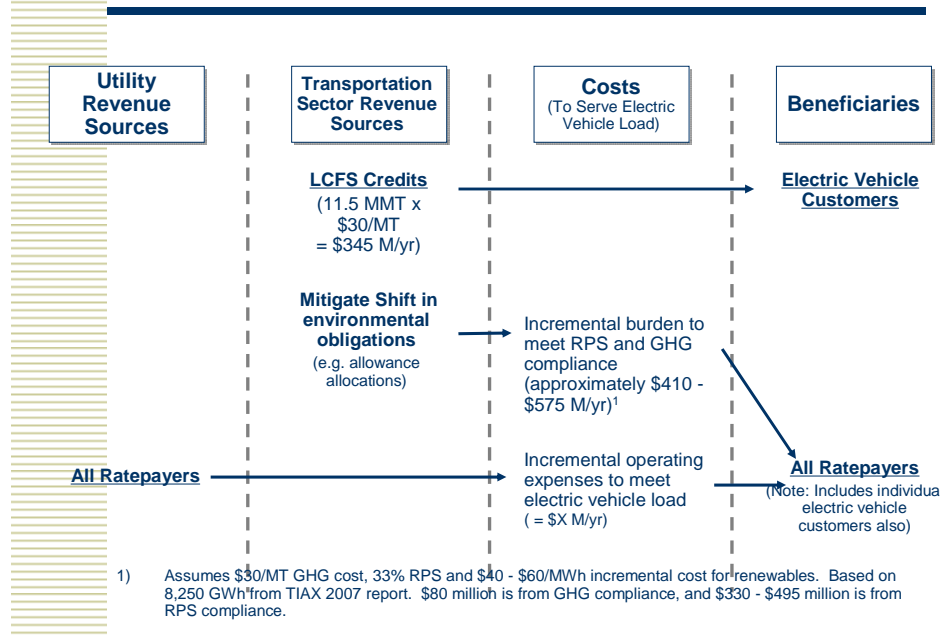 Utility
Revenue
Sources
Transportation
Sector Revenue
Sources
Costs
(To Serve Electric
Vehicle Load)
Beneficiaries
LCFS Credits
(11.5 MMT x
$30/MT
= $345 M/yr)
Electric Vehicle
Customers
Mitigate Shift in
environmental
obligations
(e.g. allowance
allocations)
Incremental burden to
meet RPS and GHG
compliance
(approximately $410 -
$575 M/yr)1
All Ratepayers
Incremental operating
expenses to meet
electric vehicle load
( = $X M/yr)
All Ratepayers
(Note: Includes individua
electric vehicle
customers also)
1) Assumes $30/MT GHG cost, 33% RPS and $40 - $60/MWh incremental cost for renewables. Based on
8,250 GWh from TIAX 2007 report. $80 million is from GHG compliance, and $330 - $495 million is from
RPS compliance.